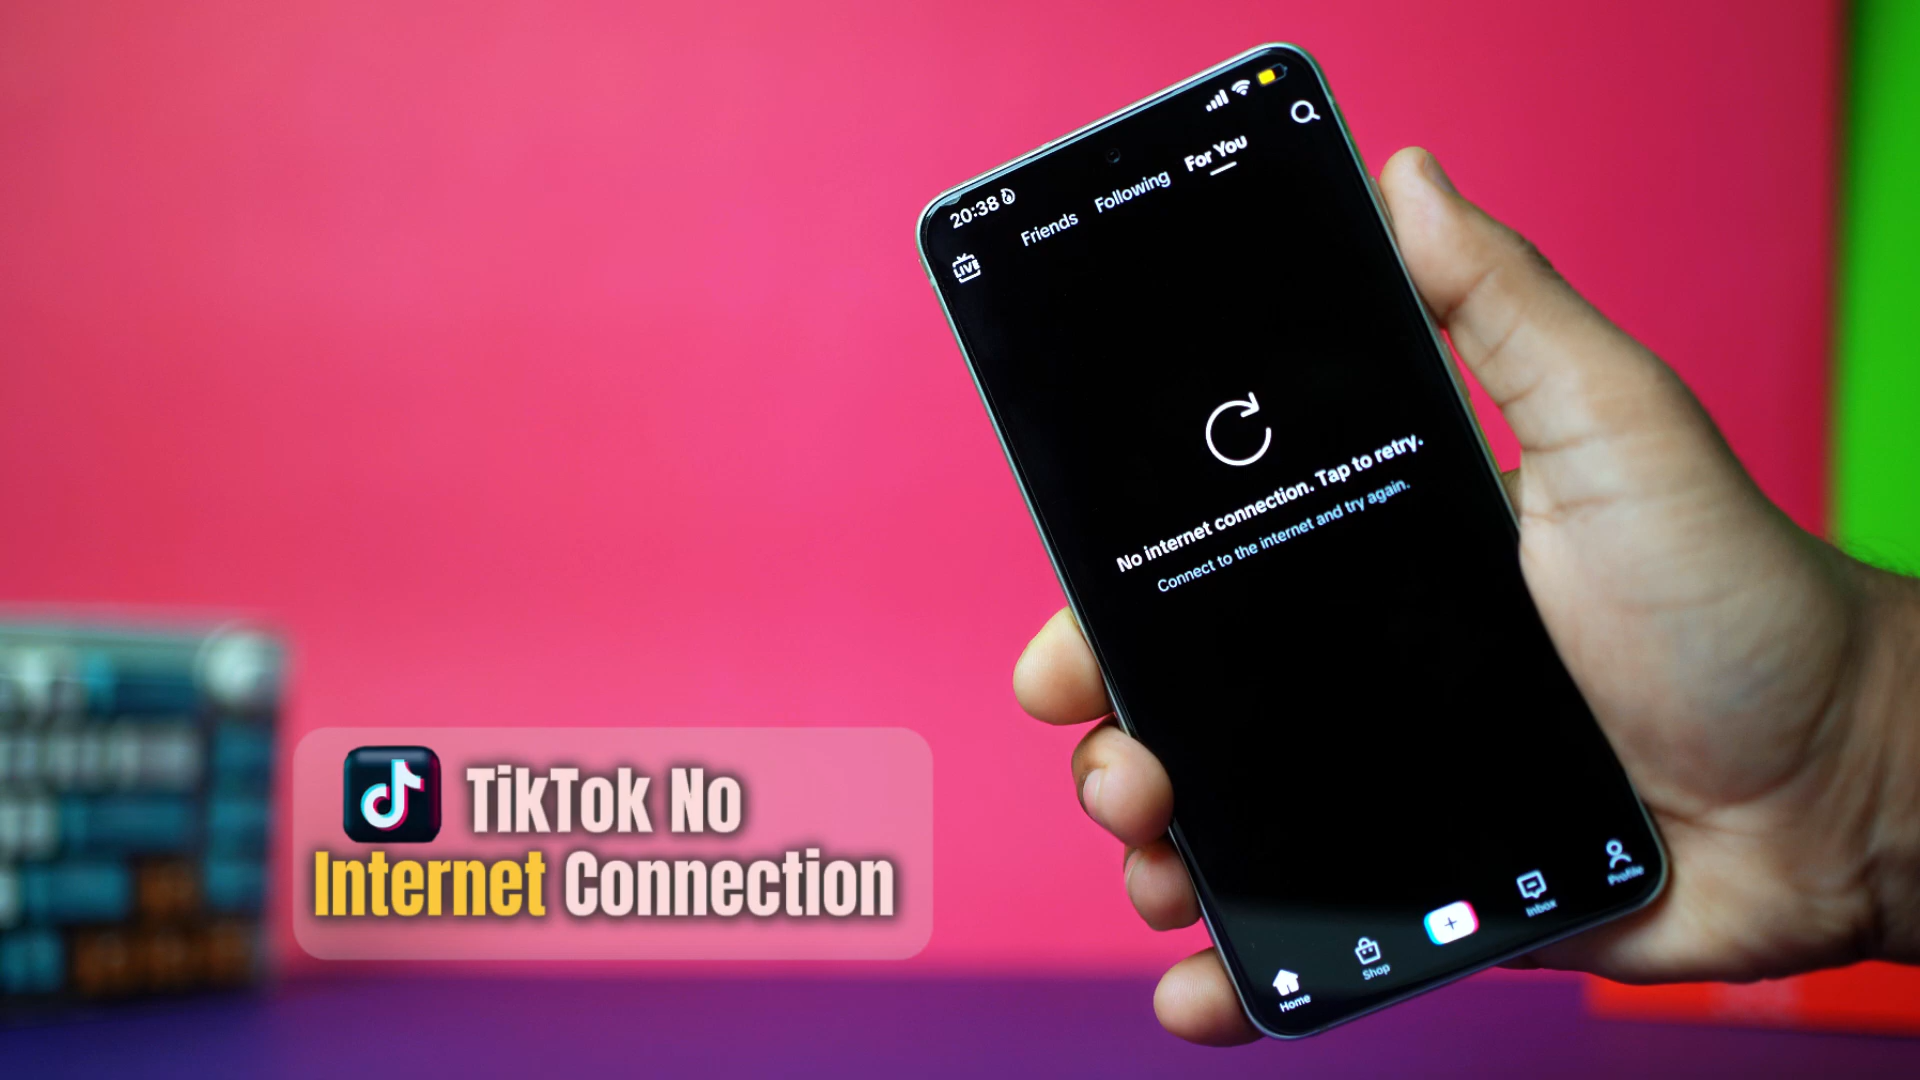 20:38
LIVE
Friends
Following
For You
No internet connection. Tap to retry.
Connect to the internet and try again.
Home
Shop
Inbox
Profile
TikTok No
Internet Connection